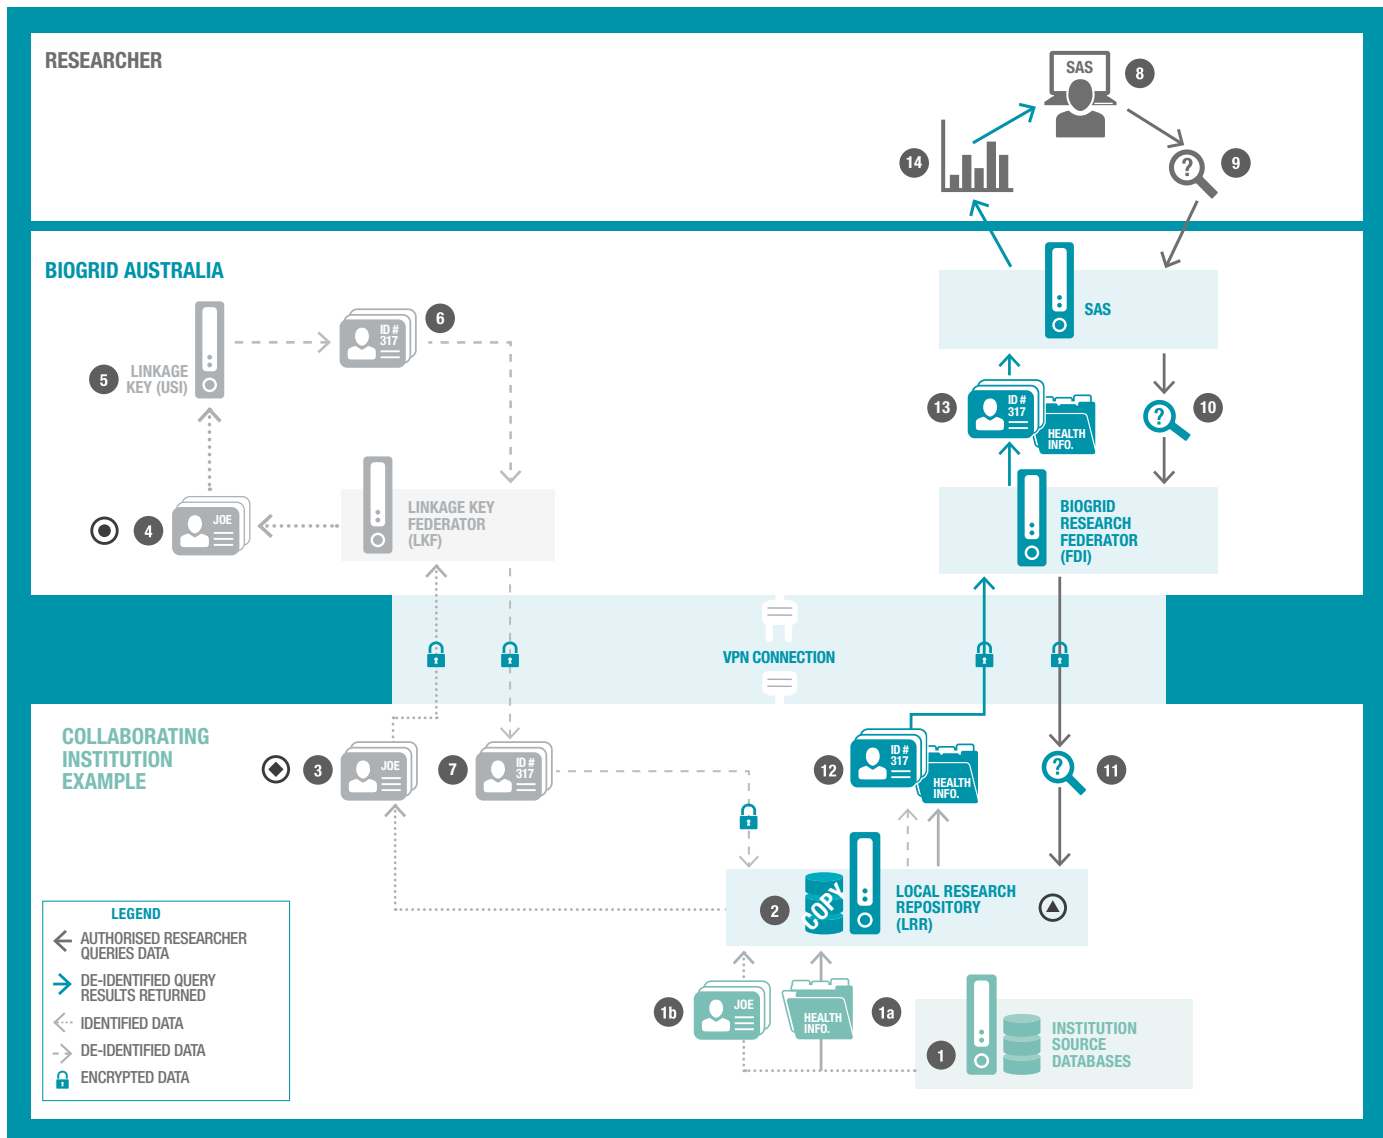 RESEARCHER
SAS
8
14
?
9
BIOGRID AUSTRALIA
SAS
ID #
317
6
5
LINKAGE
KEY (USI)
13
ID #
317
HEALTH
INFO.
?
10
LINKAGE KEY
FEDERATOR
(LKF)
4
JOE
BIOGRID
RESEARCH
FEDERATOR
(FDI)
VPN CONNECTION
COLLABORATING
INSTITUTION
EXAMPLE
3
JOE
7
ID #
317
12
ID #
317
HEALTH
INFO.
?
11
2
COPY
LOCAL RESEARCH
REPOSITORY
(LRR)
1b
JOE
HEALTH
INFO.
1a
1
INSTITUTION
SOURCE
DATABASES
LEGEND
AUTHORISED RESEARCHER
QUERIES DATA
DE-IDENTIFIED QUERY
RESULTS RETURNED
IDENTIFIED DATA
DE-IDENTIFIED DATA
ENCRYPTED DATA